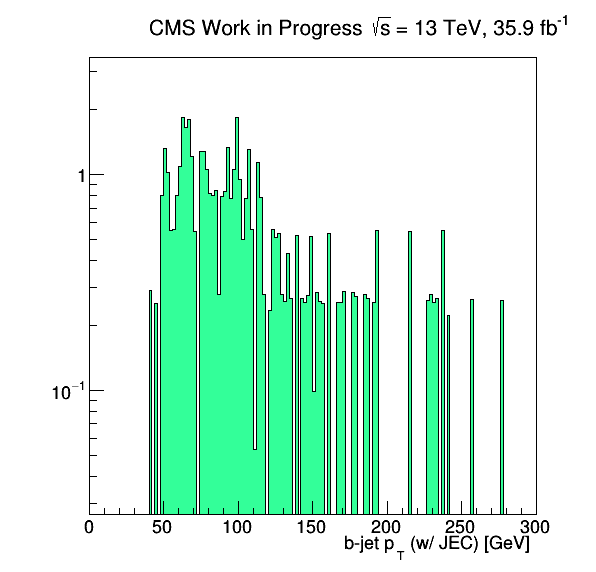 CMS Work in Progress √s = 13 TeV, 35.9 fb⁻¹
1
10⁻¹
0 50 100 150 200 250 300
b-jet p_T (w/ JEC) [GeV]